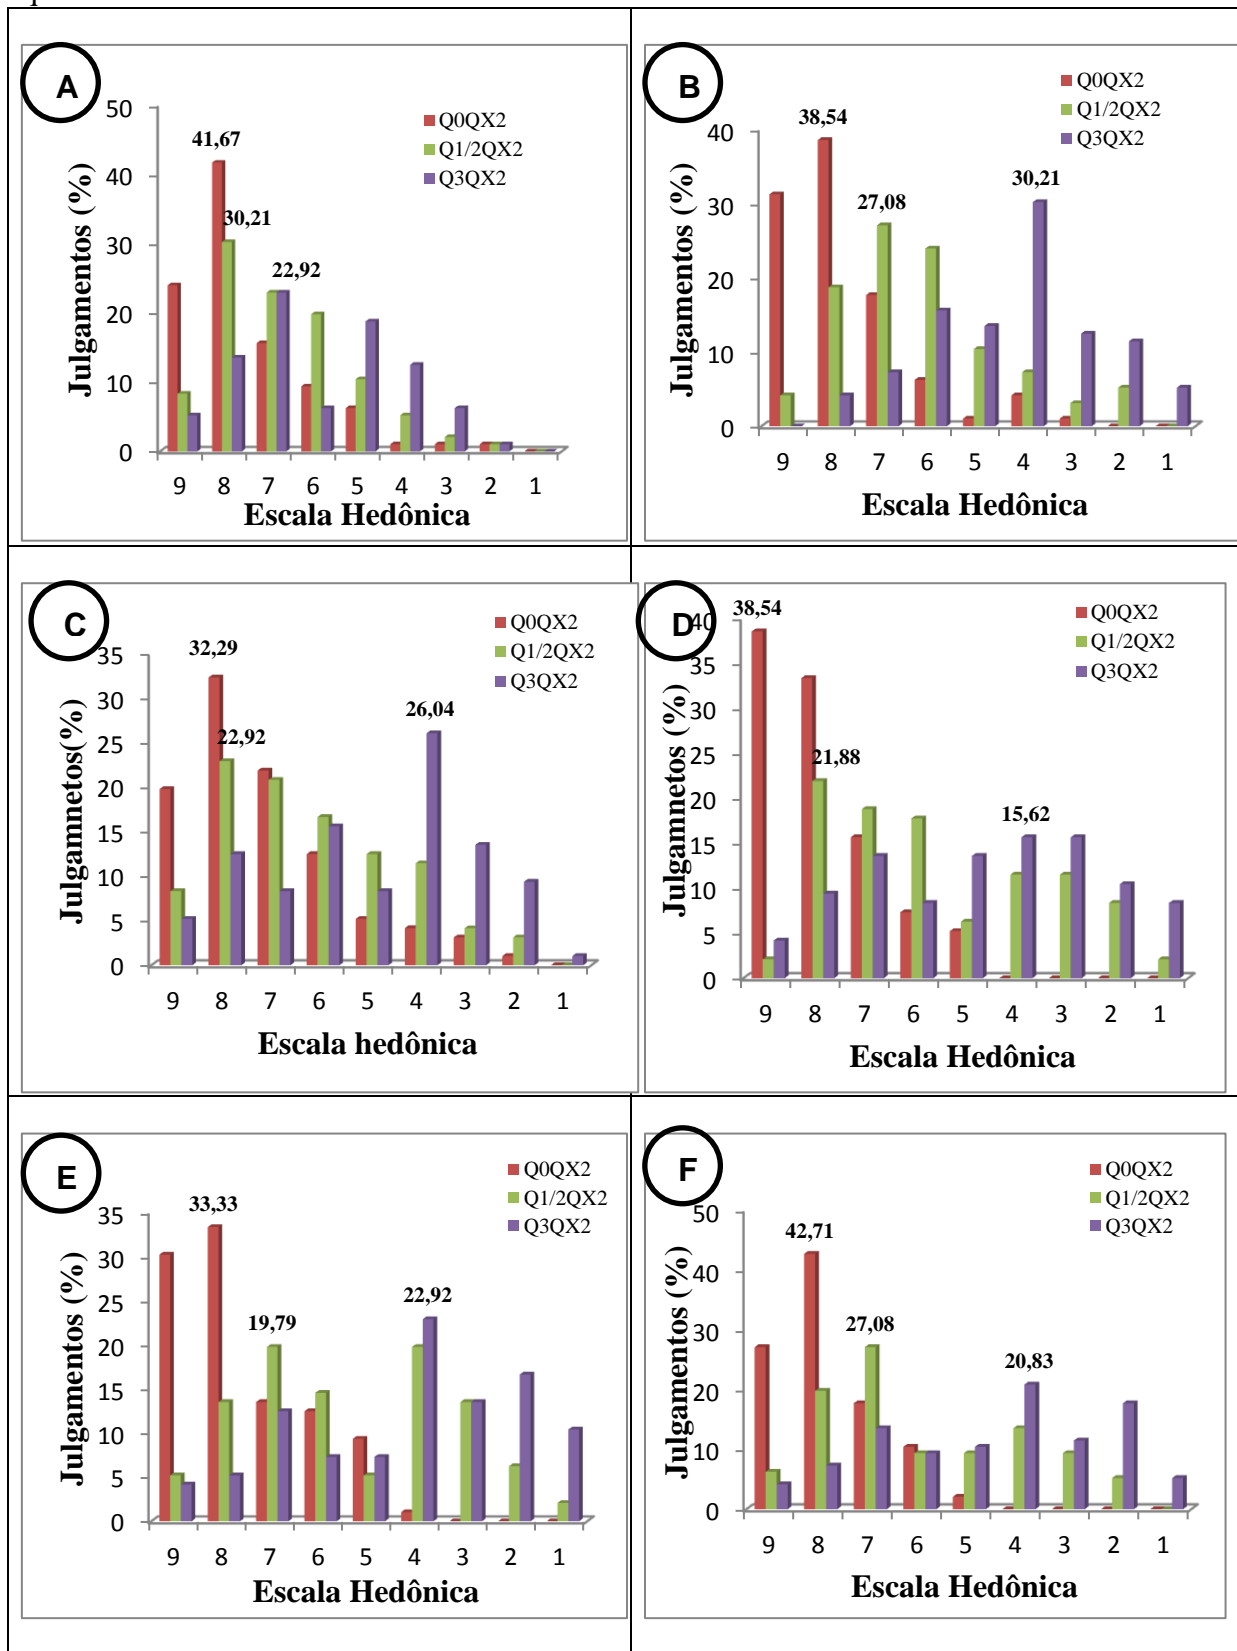 A
50
40
30
20
10
0
Julgamentos (%)
41,67
30,21
22,92
Q0QX2
Q1/2QX2
Q3QX2
9 8 7 6 5 4 3 2 1
Escala Hedônica
B
40
30
20
10
0
Julgamentos (%)
38,54
27,08
30,21
Q0QX2
Q1/2QX2
Q3QX2
9 8 7 6 5 4 3 2 1
Escala Hedônica
C
35
30
25
20
15
10
5
0
Julgamnetos(%)
32,29
22,92
26,04
Q0QX2
Q1/2QX2
Q3QX2
9 8 7 6 5 4 3 2 1
Escala hedônica
D
40
35
30
25
20
15
10
5
0
Julgamnetos (%)
38,54
21,88
15,62
Q0QX2
Q1/2QX2
Q3QX2
9 8 7 6 5 4 3 2 1
Escala Hedônica
E
35
30
25
20
15
10
5
0
Julgamentos (%)
33,33
19,79
22,92
Q0QX2
Q1/2QX2
Q3QX2
9 8 7 6 5 4 3 2 1
Escala Hedônica
F
50
40
30
20
10
0
Julgamentos (%)
42,71
27,08
20,83
Q0QX2
Q1/2QX2
Q3QX2
9 8 7 6 5 4 3 2 1
Escala Hedônica